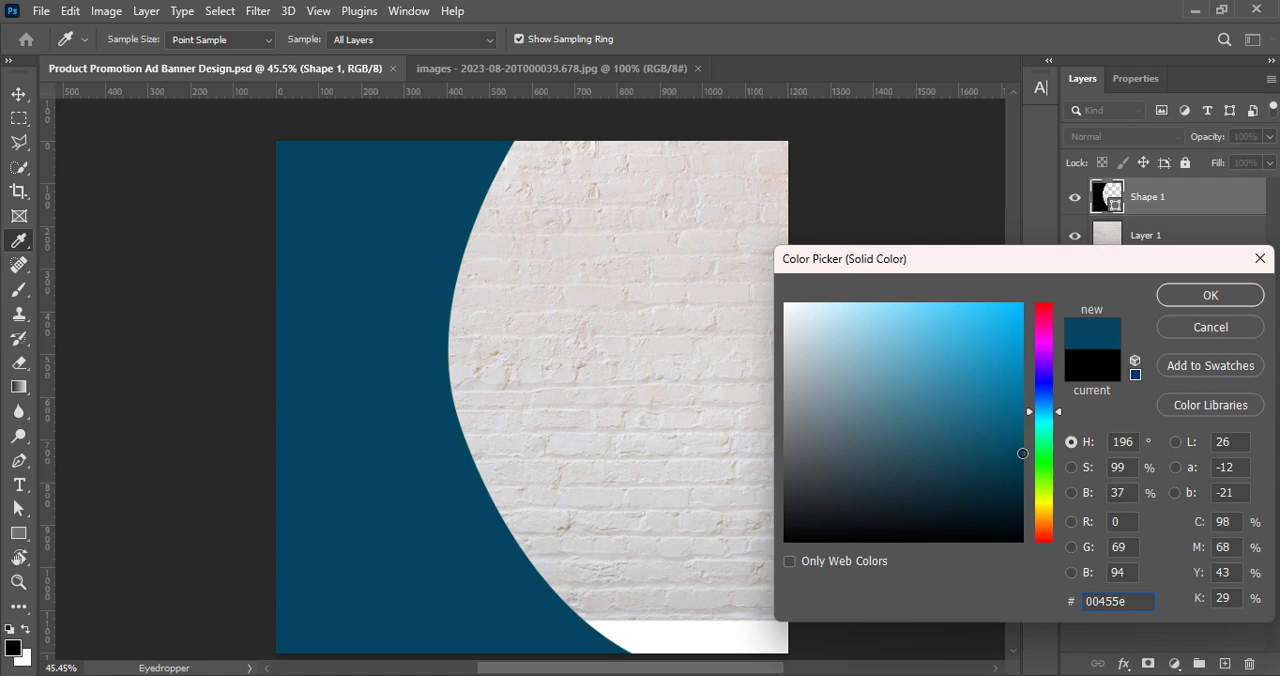 Ps File Edit Image Layer Type Select Filter 3D View Plugins Window Help
Sample Size: Point Sample Sample: All Layers Show Sampling Ring
Product Promotion Ad Banner Design.psd @ 45.5% (Shape 1, RGB/8) × images - 2023-08-20T000039.678.jpg @ 100% (RGB/8#) ×
500 400 300 200 100 0 100 200 300 400 500 600 700 800 900 1000 1100 1200 1300 1400 1500 1600
Layers Properties
Kind
Normal Opacity: 100%
Lock: Fill: 100%
Shape 1
Layer 1
Color Picker (Solid Color)
new
current
OK
Cancel
Add to Swatches
Color Libraries
H: 196 ° L: 26
S: 99 % a: -12
B: 37 % b: -21
R: 0 C: 98 %
G: 69 M: 68 %
B: 94 Y: 43 %
# 00455e K: 29 %
Only Web Colors
45.45% Eyedropper